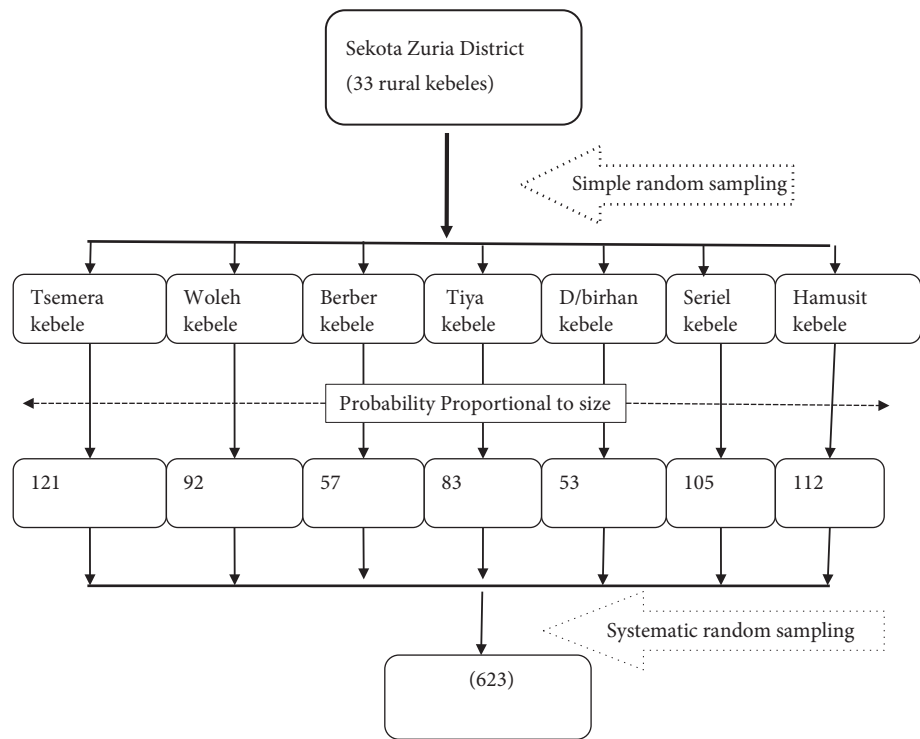 Sekota Zuria District
(33 rural kebeles)
Simple random sampling
Tsemera
kebele
Woleh
kebele
Berber
kebele
Tiya
kebele
D/birhan
kebele
Seriel
kebele
Hamusit
kebele
Probability Proportional to size
121
92
57
83
53
105
112
Systematic random sampling
(623)